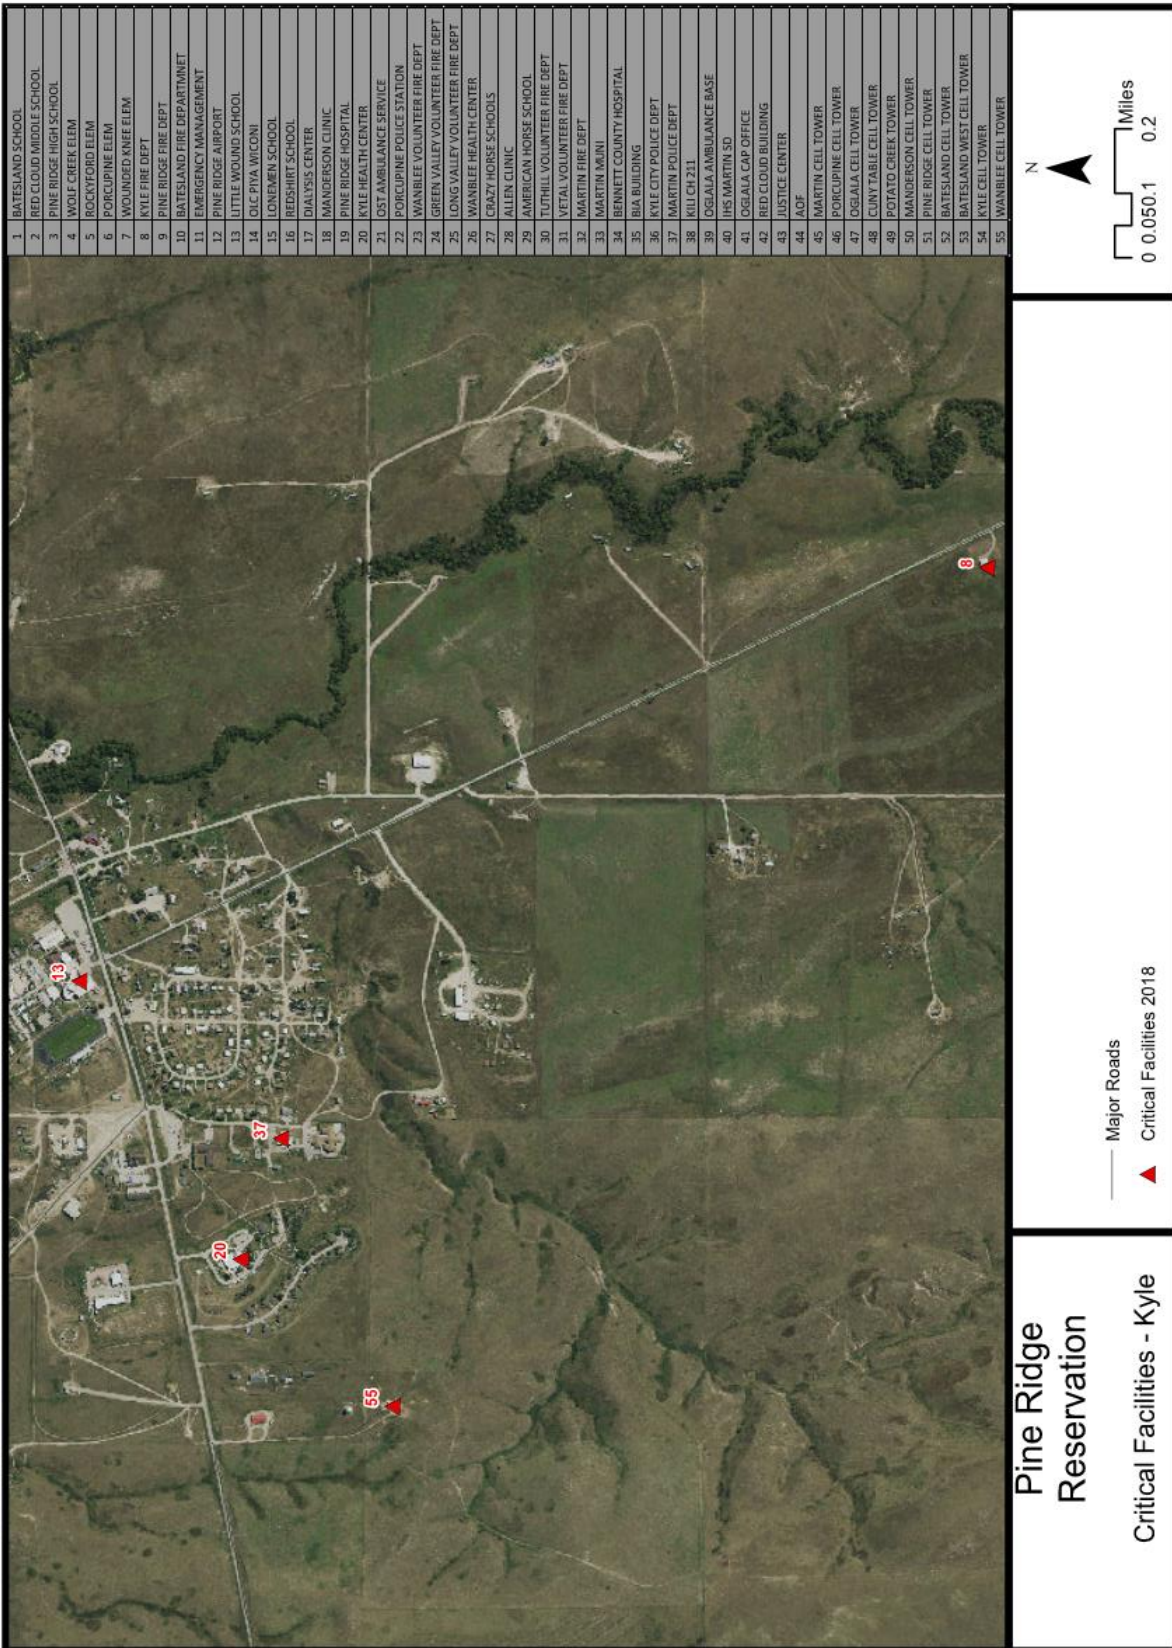 1 BATESLAND SCHOOL
2 RED CLOUD MIDDLE SCHOOL
3 PINE RIDGE HIGH SCHOOL
4 WOLF CREEK ELEM
5 ROCKYFORD ELEM
6 PORCUPINE ELEM
7 WOUNDED KNEE ELEM
8 KYLE FIRE DEPT
9 PINE RIDGE FIRE DEPT
10 BATESLAND FIRE DEPARTMNET
11 EMERGENCY MANAGEMENT
12 PINE RIDGE AIRPORT
13 LITTLE WOUND SCHOOL
14 OLC PIYA WICONI
15 LONEMEN SCHOOL
16 REDSHIRT SCHOOL
17 DIALYSIS CENTER
18 MANDERSON CLINIC
19 PINE RIDGE HOSPITAL
20 KYLE HEALTH CENTER
21 OST AMBULANCE SERVICE
22 PORCUPINE POLICE STATION
23 WANBLEE VOLUNTEER FIRE DEPT
24 GREEN VALLEY VOLUNTEER FIRE DEPT
25 LONG VALLEY VOLUNTEER FIRE DEPT
26 WANBLEE HEALTH CENTER
27 CRAZY HORSE SCHOOLS
28 ALLEN CLINIC
29 AMERICAN HORSE SCHOOL
30 TUTHILL VOLUNTEER FIRE DEPT
31 VETAL VOLUNTEER FIRE DEPT
32 MARTIN FIRE DEPT
33 MARTIN MUNI
34 BENNETT COUNTY HOSPITAL
35 BIA BUILDING
36 KYLE CITY POLICE DEPT
37 MARTIN POLICE DEPT
38 KILI CH 211
39 OGLALA AMBULANCE BASE
40 IHS MARTIN SD
41 OGLALA CAP OFFICE
42 RED CLOUD BUILDING
43 JUSTICE CENTER
44 AOF
45 MARTIN CELL TOWER
46 PORCUPINE CELL TOWER
47 OGLALA CELL TOWER
48 CUNY TABLE CELL TOWER
49 POTATO CREEK TOWER
50 MANDERSON CELL TOWER
51 PINE RIDGE CELL TOWER
52 BATESLAND CELL TOWER
53 BATESLAND WEST CELL TOWER
54 KYLE CELL TOWER
55 WANBLEE CELL TOWER
13
37
20
55
8
Pine Ridge
Reservation
Critical Facilities - Kyle
Major Roads
Critical Facilities 2018
N
Miles
0 0.050.1 0.2